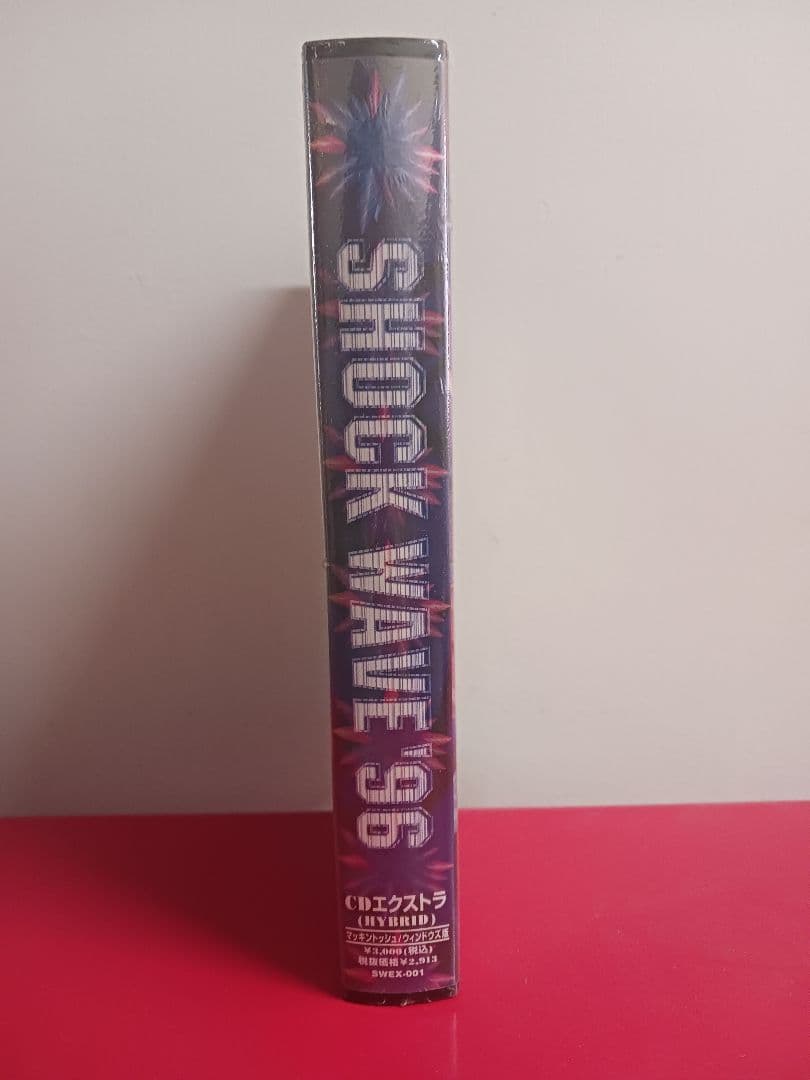 SHOCK WAVE '96
CDエクストラ
(HYBRID)
マッキントッシュ/ウィンドウズ版
¥3,000(税込)
税抜価格¥2,913
SWEX-001